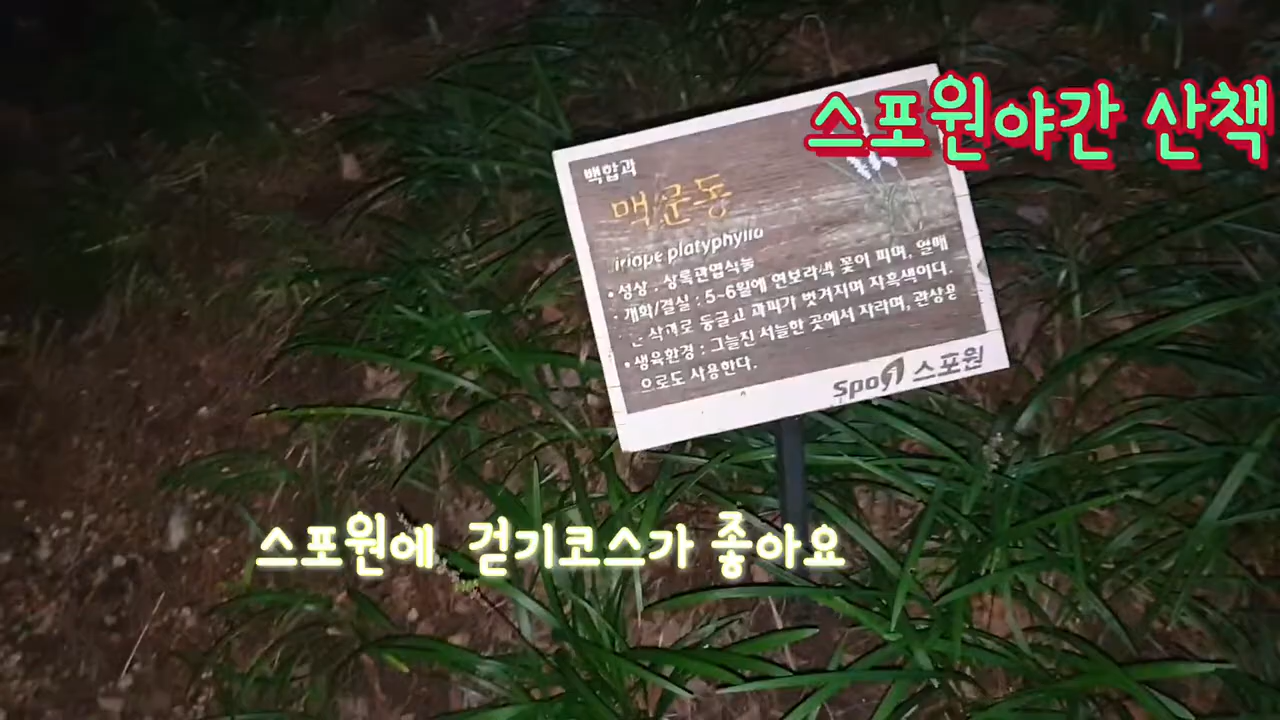 스포원야간 산책
백합과
맥문동
iriope platyphylla
• 성상 : 상록관엽식물
• 개화/결실 : 5~6월에 연보라색 꽃이 피며, 열매
는 삭과로 둥글고 과피가 벗겨지며 자흑색이다.
• 생육환경 : 그늘진 서늘한 곳에서 자라며, 관상용
으로도 사용한다.
Spo1 스포원
스포원에 걷기코스가 좋아요